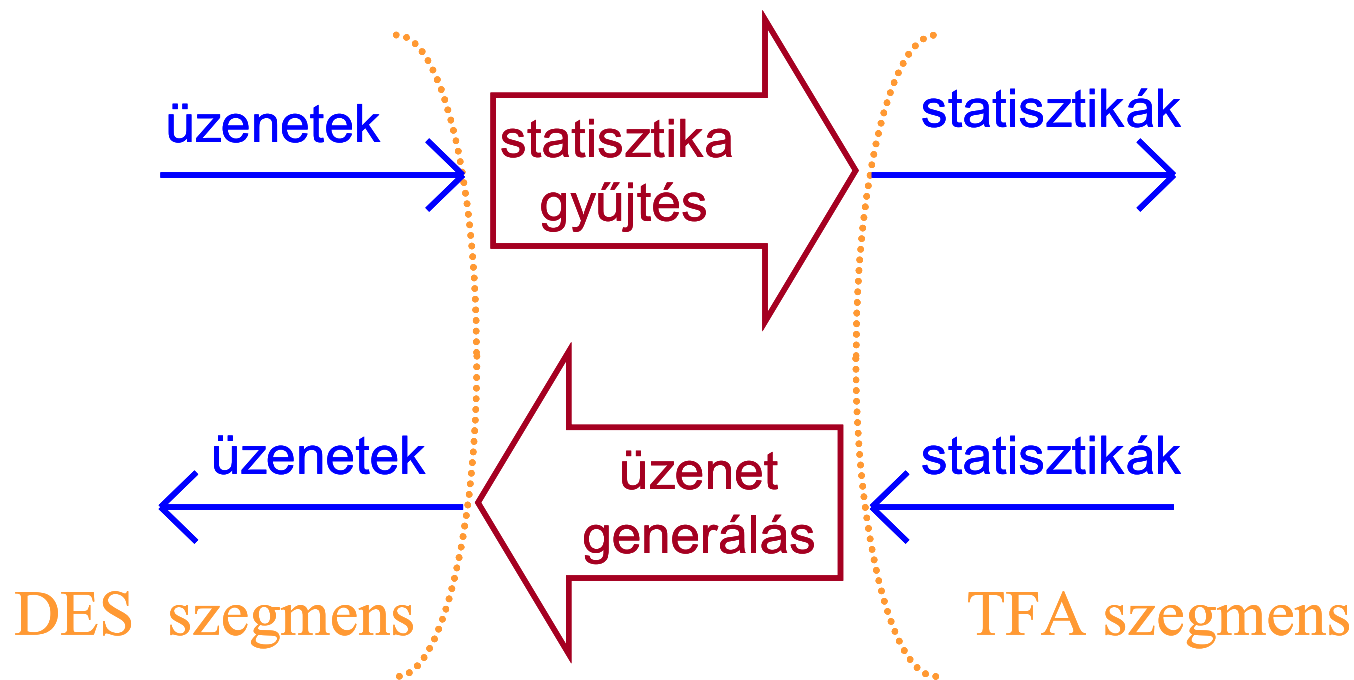 üzenetek
statisztika
gyűjtés
statisztikák
üzenetek
üzenet
generálás
statisztikák
DES szegmens
TFA szegmens